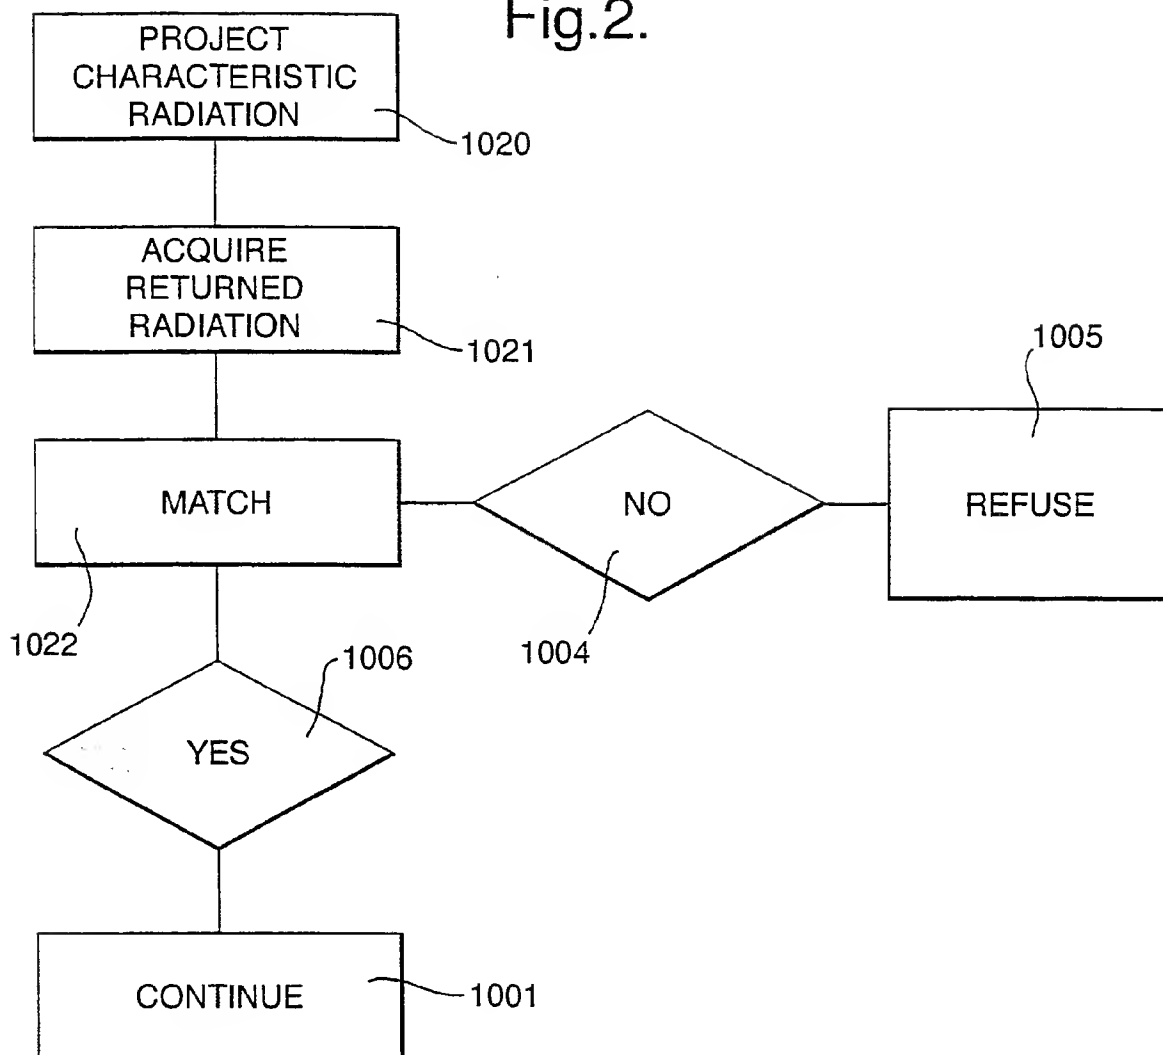 Fig.2.
PROJECT
CHARACTERISTIC
RADIATION
1020
ACQUIRE
RETURNED
RADIATION
1021
1005
MATCH
NO
REFUSE
1022
1004
1006
YES
CONTINUE
1001